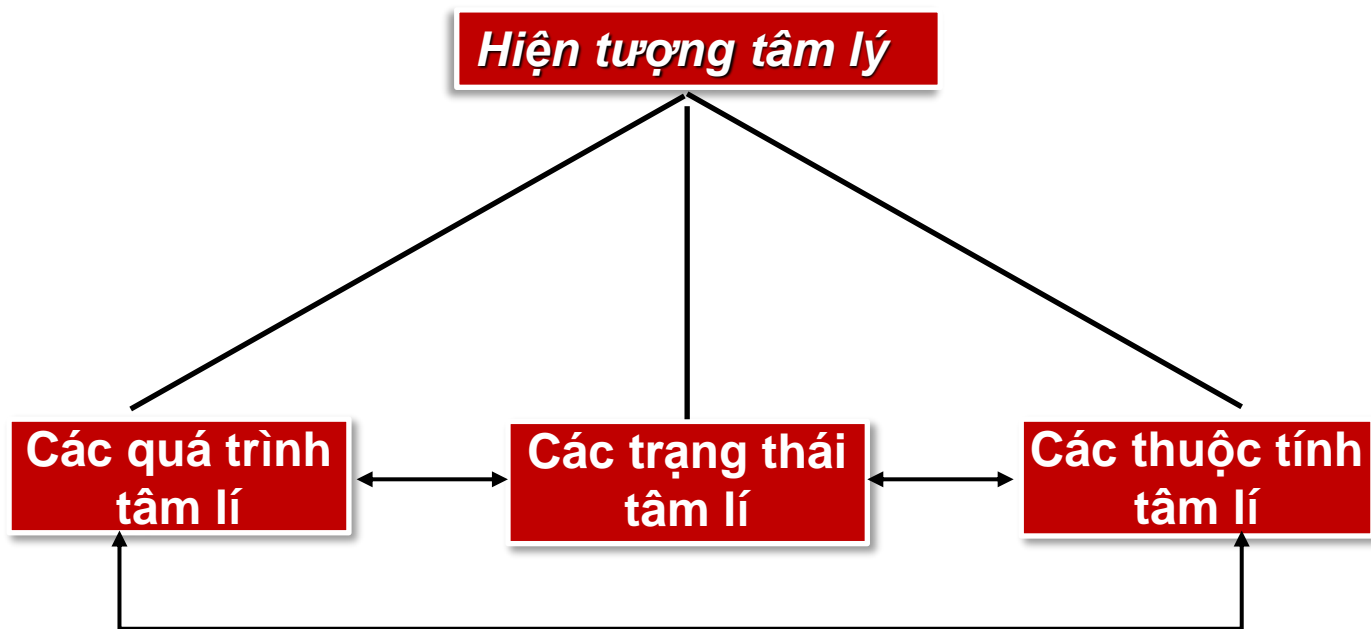 Hiện tượng tâm lý
Các quá trình
tâm lí
Các trạng thái
tâm lí
Các thuộc tính
tâm lí